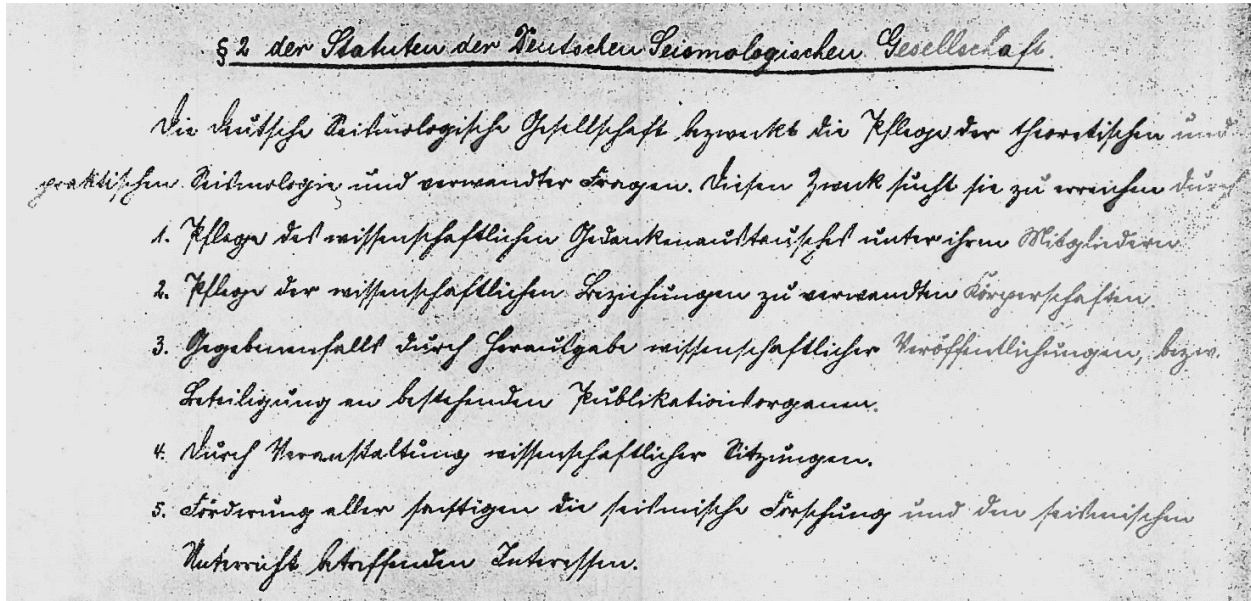 § 2 der Statuten der Deutschen Seismologischen Gesellschaft.
Die Deutsche Seismologische Gesellschaft bezweckt die Pflege der theoretischen und
praktischen Seismologie und verwandter Fragen. Diesen Zweck sucht sie zu erreichen durch
1. Pflege des wissenschaftlichen Gedankenaustausches unter ihren Mitgliedern
2. Pflege der wissenschaftlichen Beziehungen zu verwandten Körperschaften.
3. Gegebenenfalls durch Herausgabe wissenschaftlicher Veröffentlichungen, bezw.
Beteiligung an bestehenden Publikationsorganen.
4. Durch Veranstaltung wissenschaftlicher Sitzungen.
5. Förderung aller sonstigen die seismische Forschung und den seismischen
Unterricht betreffenden Interessen.